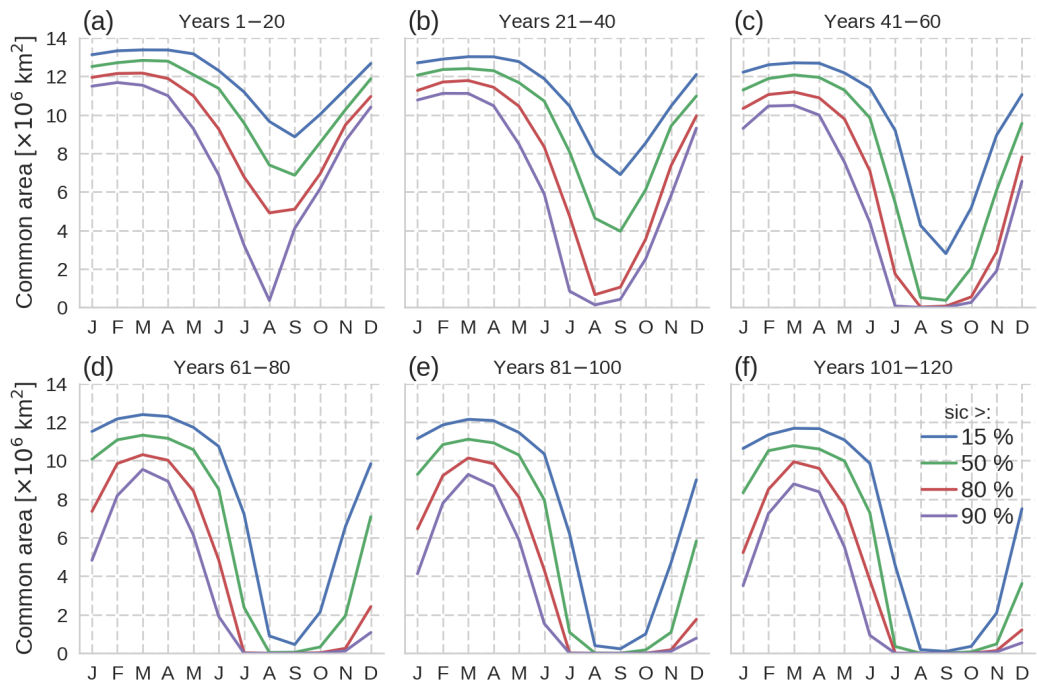 (a) Years 1−20
(b) Years 21−40
(c) Years 41−60
Common area [×10⁶ km²]
14
12
10
8
6
4
2
0
J F M A M J J A S O N D
J F M A M J J A S O N D
J F M A M J J A S O N D
(d) Years 61−80
(e) Years 81−100
(f) Years 101−120
Common area [×10⁶ km²]
14
12
10
8
6
4
2
0
sic >:
15 %
50 %
80 %
90 %
J F M A M J J A S O N D
J F M A M J J A S O N D
J F M A M J J A S O N D